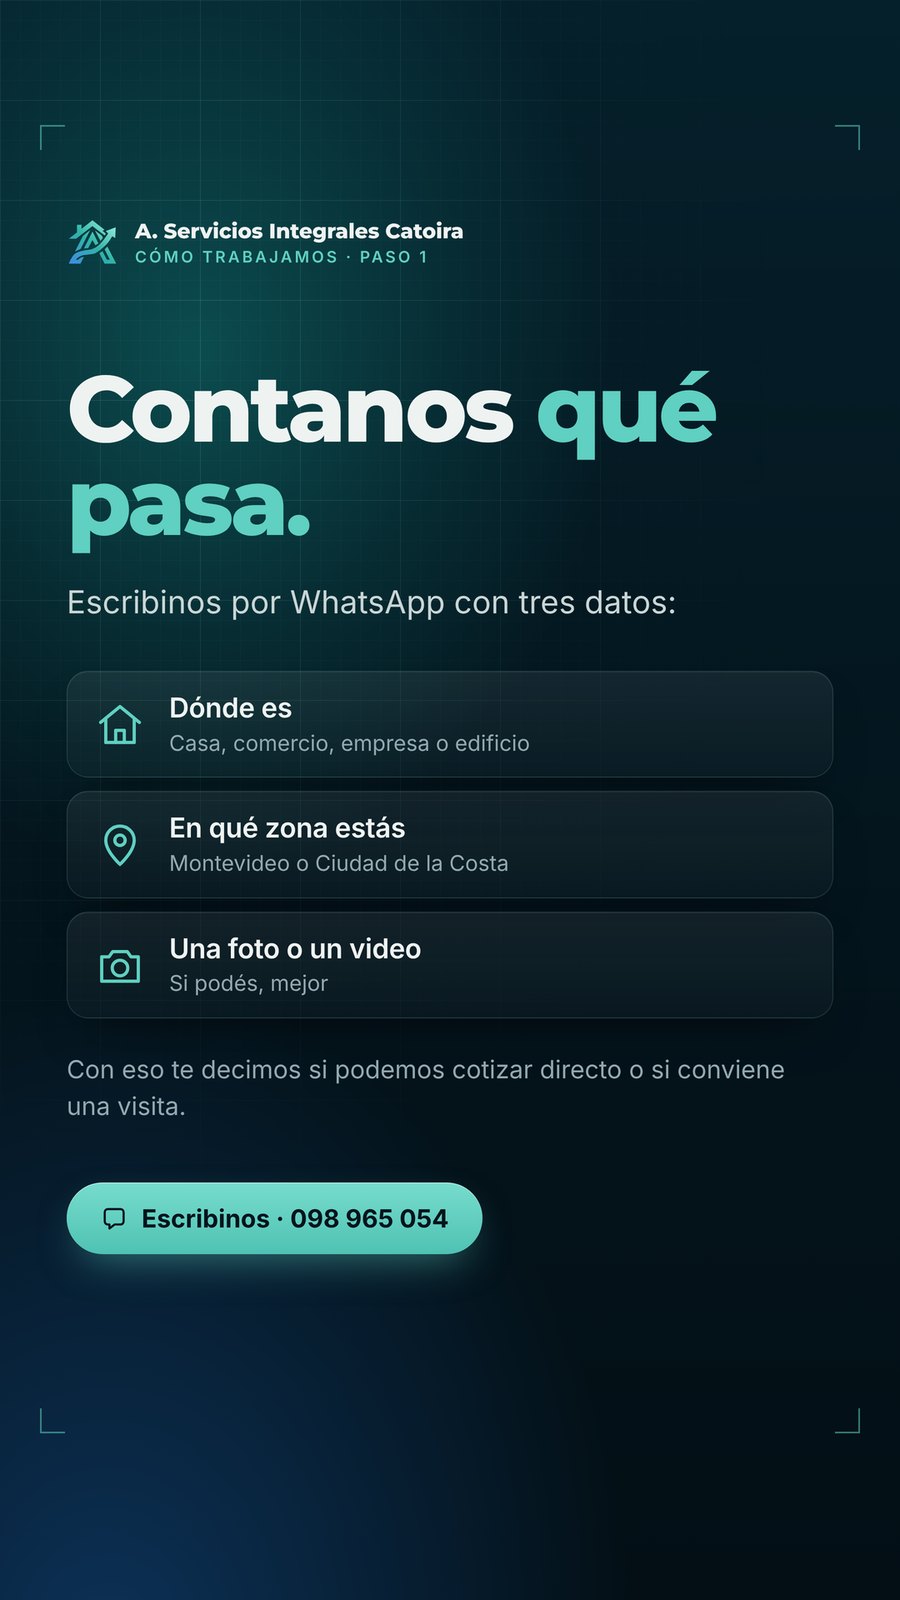 A. Servicios Integrales Catoira
CÓMO TRABAJAMOS · PASO 1
Contanos qué
pasa.
Escribinos por WhatsApp con tres datos:
Dónde es
Casa, comercio, empresa o edificio
En qué zona estás
Montevideo o Ciudad de la Costa
Una foto o un video
Si podés, mejor
Con eso te decimos si podemos cotizar directo o si conviene
una visita.
Escribinos · 098 965 054